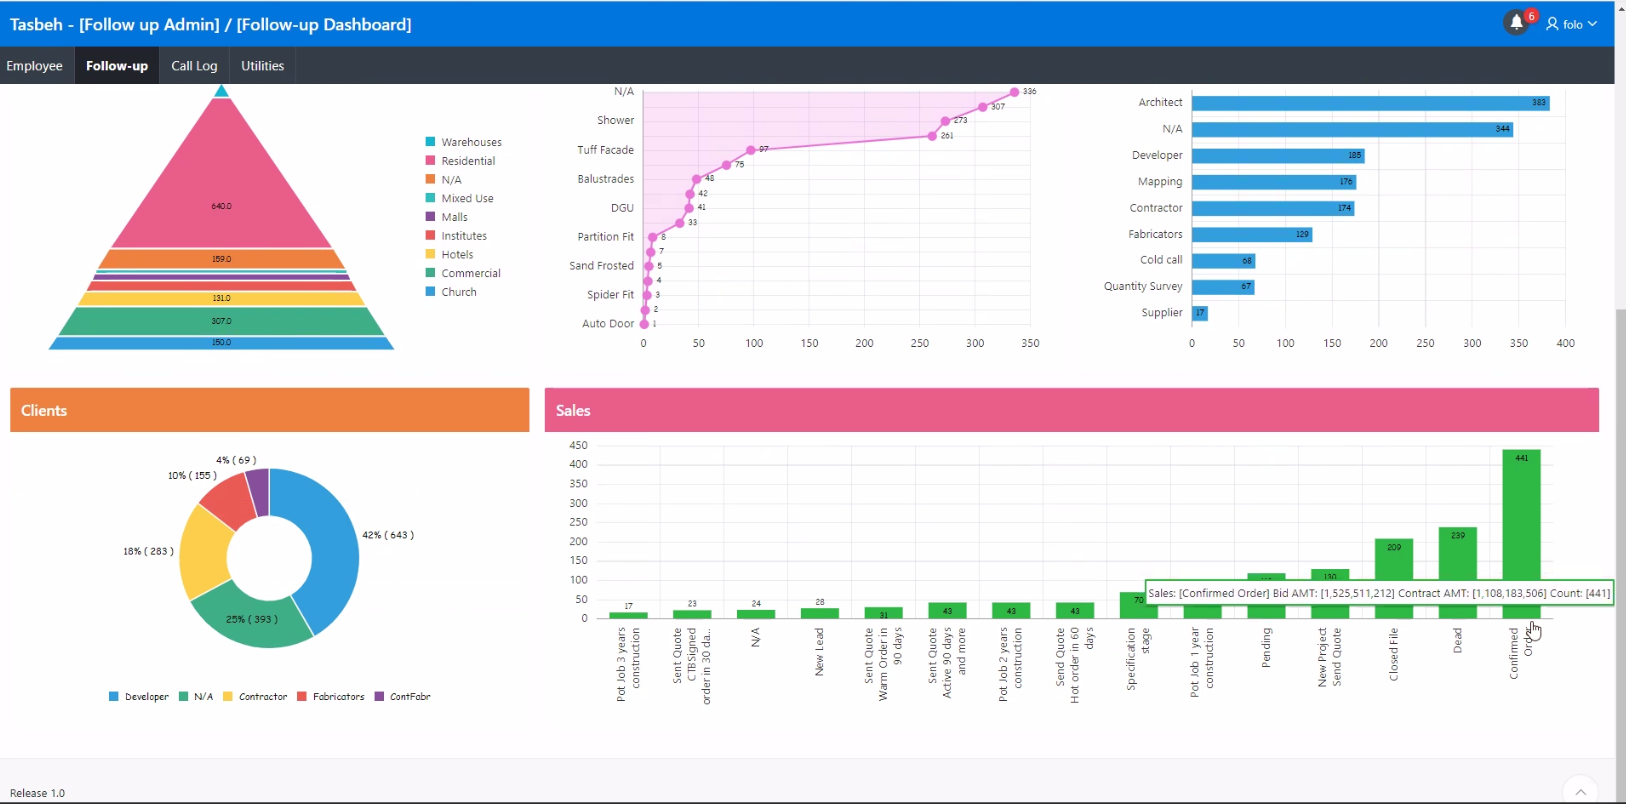 Tasbeh - [Follow up Admin] / [Follow-up Dashboard]
6
folo
Employee
Follow-up
Call Log
Utilities
640.0
159.0
131.0
307.0
150.0
Warehouses
Residential
N/A
Mixed Use
Malls
Institutes
Hotels
Commercial
Church
N/A
Shower
Tuff Facade
Balustrades
DGU
Partition Fit
Sand Frosted
Spider Fit
Auto Door
336
307
273
261
97
75
48
42
41
33
8
7
5
4
3
2
1
0 50 100 150 200 250 300 350
Architect 383
N/A 344
Developer 185
Mapping 176
Contractor 174
Fabricators 129
Cold call 68
Quantity Survey 67
Supplier 17
0 50 100 150 200 250 300 350 400
Clients
4% ( 69 )
10% ( 155 )
42% ( 643 )
18% ( 283 )
25% ( 393 )
Developer N/A Contractor Fabricators ContFabr
Sales
450
400
350
300
250
200
150
100
50
0
17
23
24
28
31
43
43
43
70
130
209
239
441
Sales: [Confirmed Order] Bid AMT: [1,525,511,212] Contract AMT: [1,108,183,506] Count: [441]
Pot Job 3 years
construction
Sent Quote
CTBSigned
order in 30 da...
N/A
New Lead
Sent Quote
Warm Order in
90 days
Sent Quote
Active 90 days
and more
Pot Job 2 years
construction
Send Quote
Hot order in 60
days
Specification
stage
Pot Job 1 year
construction
Pending
New Project
Send Quote
Closed File
Dead
Confirmed
Order
Release 1.0